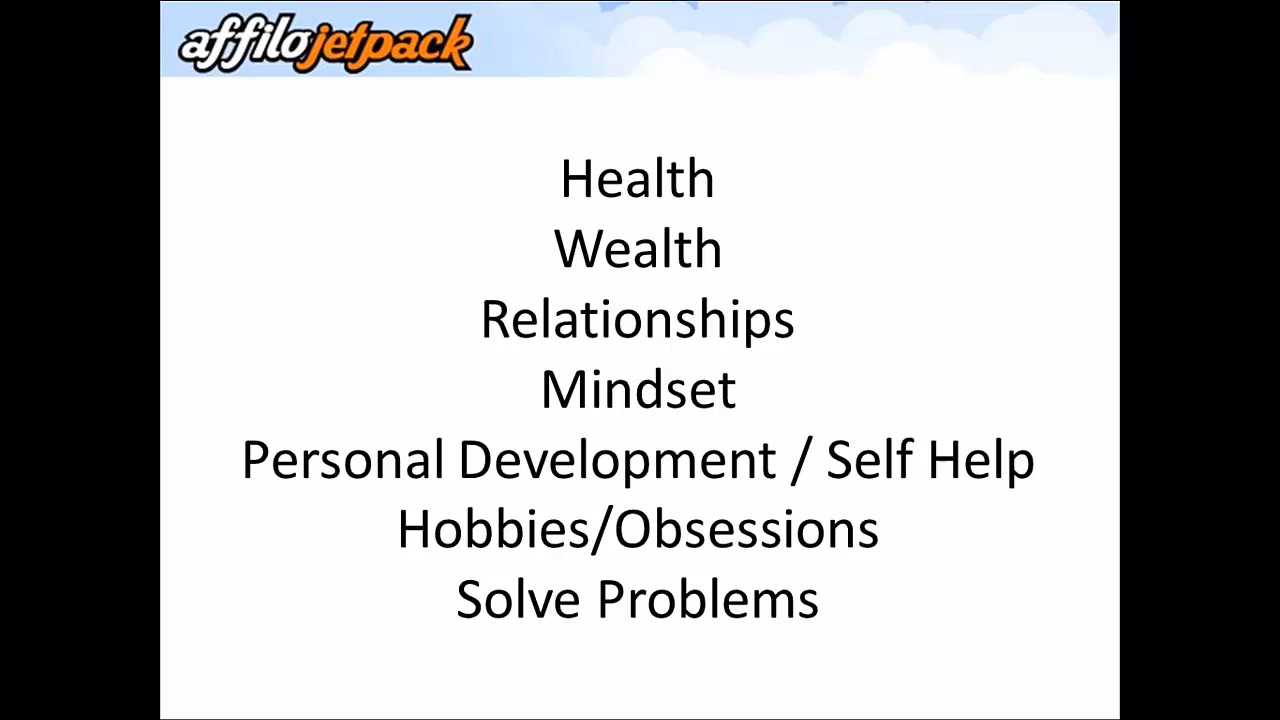 affilojetpack
Health
Wealth
Relationships
Mindset
Personal Development / Self Help
Hobbies/Obsessions
Solve Problems